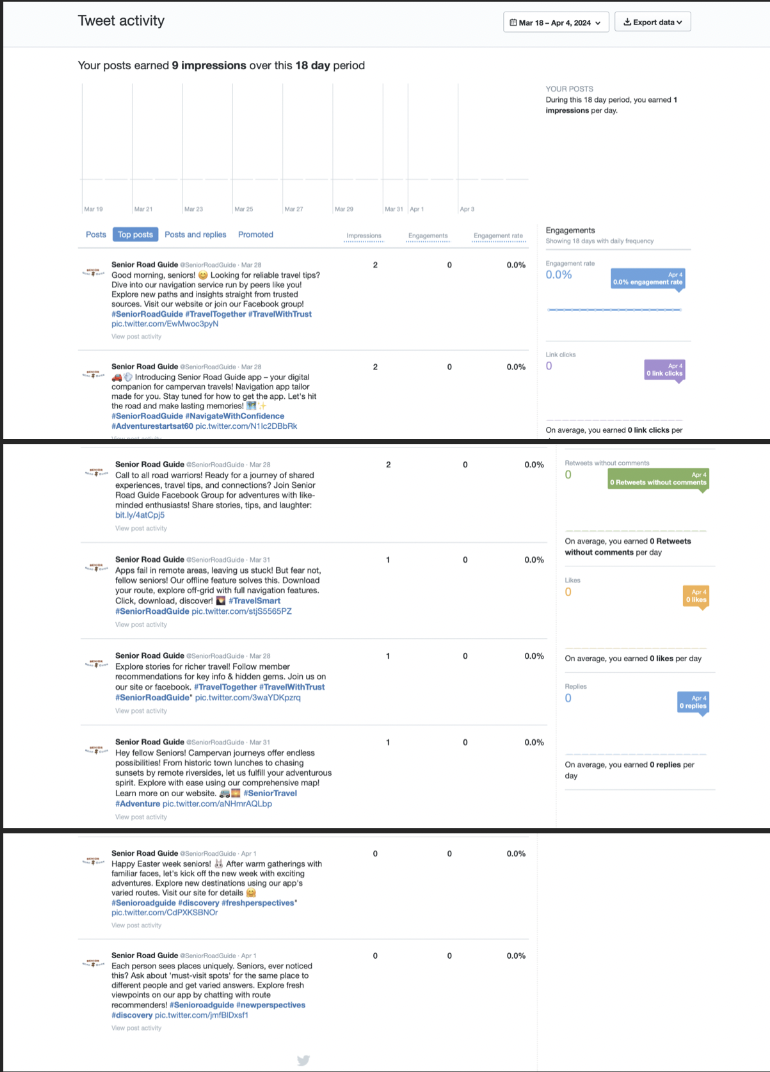 Tweet activity
Mar 18 – Apr 4, 2024
Export data
Your posts earned 9 impressions over this 18 day period
YOUR POSTS
During this 18 day period, you earned 1
impressions per day.
Mar 19 Mar 21 Mar 23 Mar 25 Mar 27 Mar 29 Mar 31 Apr 1 Apr 3
Posts Top posts Posts and replies Promoted Impressions Engagements Engagement rate
Senior Road Guide @SeniorRoadGuide · Mar 28 2 0 0.0%
Good morning, seniors! 😊 Looking for reliable travel tips?
Dive into our navigation service run by peers like you!
Explore new paths and insights straight from trusted
sources. Visit our website or join our Facebook group!
#SeniorRoadGuide #TravelTogether #TravelWithTrust
pic.twitter.com/EwMwoc3pyN
View post activity
Senior Road Guide @SeniorRoadGuide · Mar 28 2 0 0.0%
Introducing Senior Road Guide app – your digital
companion for campervan travels! Navigation app tailor
made for you. Stay tuned for how to get the app. Let's hit
the road and make lasting memories!
#SeniorRoadGuide #NavigateWithConfidence
#Adventurestartsat60 pic.twitter.com/N1Ic2DBbRk
View post activity
Engagements
Showing 18 days with daily frequency
Engagement rate
0.0%
Apr 4
0.0% engagement rate
Link clicks
0
Apr 4
0 link clicks
On average, you earned 0 link clicks per
Senior Road Guide @SeniorRoadGuide · Mar 28 2 0 0.0%
Call to all road warriors! Ready for a journey of shared
experiences, travel tips, and connections? Join Senior
Road Guide Facebook Group for adventures with like-
minded enthusiasts! Share stories, tips, and laughter:
bit.ly/4atCpj5
View post activity
Senior Road Guide @SeniorRoadGuide · Mar 31 1 0 0.0%
Apps fail in remote areas, leaving us stuck! But fear not,
fellow seniors! Our offline feature solves this. Download
your route, explore off-grid with full navigation features.
Click, download, discover! #TravelSmart
#SeniorRoadGuide pic.twitter.com/stjS5565PZ
View post activity
Senior Road Guide @SeniorRoadGuide · Mar 28 1 0 0.0%
Explore stories for richer travel! Follow member
recommendations for key info & hidden gems. Join us on
our site or facebook. #TravelTogether #TravelWithTrust
#SeniorRoadGuide" pic.twitter.com/3waYDKpzrq
View post activity
Senior Road Guide @SeniorRoadGuide · Mar 31 1 0 0.0%
Hey fellow Seniors! Campervan journeys offer endless
possibilities! From historic town lunches to chasing
sunsets by remote riversides, let us fulfill your adventurous
spirit. Explore with ease using our comprehensive map!
Learn more on our website. #SeniorTravel
#Adventure pic.twitter.com/aNHmrAQLbp
View post activity
Retweets without comments
0
Apr 4
0 Retweets without comments
On average, you earned 0 Retweets
without comments per day
Likes
0
Apr 4
0 likes
On average, you earned 0 likes per day
Replies
0
Apr 4
0 replies
On average, you earned 0 replies per
day
Senior Road Guide @SeniorRoadGuide · Apr 1 0 0 0.0%
Happy Easter week seniors! 🐰 After warm gatherings with
familiar faces, let's kick off the new week with exciting
adventures. Explore new destinations using our app's
varied routes. Visit our site for details 😊
#Senioroadguide #discovery #freshperspectives"
pic.twitter.com/CdPXKSBNOr
View post activity
Senior Road Guide @SeniorRoadGuide · Apr 1 0 0 0.0%
Each person sees places uniquely. Seniors, ever noticed
this? Ask about 'must-visit spots' for the same place to
different people and get varied answers. Explore fresh
viewpoints on our app by chatting with route
recommenders! #Senioroadguide #newperspectives
#discovery pic.twitter.com/jmfBIDxsf1
View post activity